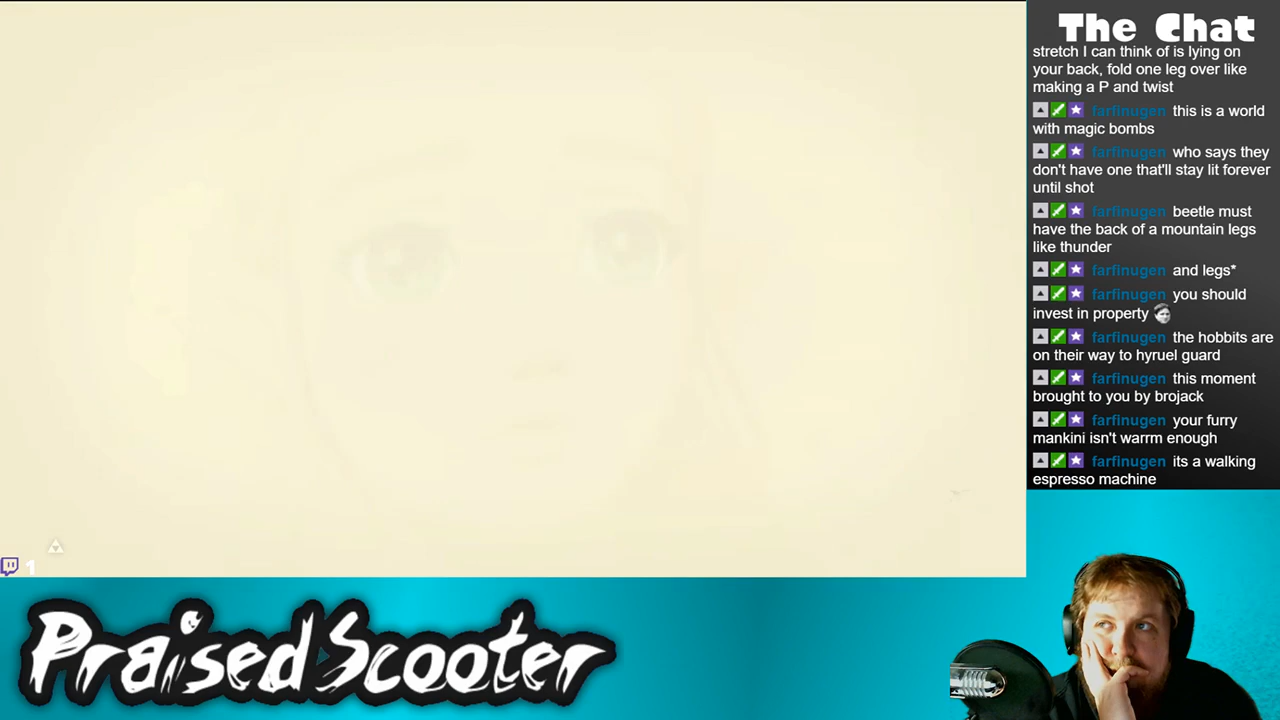 The Chat
stretch I can think of is lying on
your back, fold one leg over like
making a P and twist
farfinugen this is a world
with magic bombs
farfinugen who says they
don't have one that'll stay lit forever
until shot
farfinugen beetle must
have the back of a mountain legs
like thunder
farfinugen and legs*
farfinugen you should
invest in property
farfinugen the hobbits are
on their way to hyruel guard
farfinugen this moment
brought to you by brojack
farfinugen your furry
mankini isn't warrm enough
farfinugen its a walking
espresso machine
1
PraisedScooter